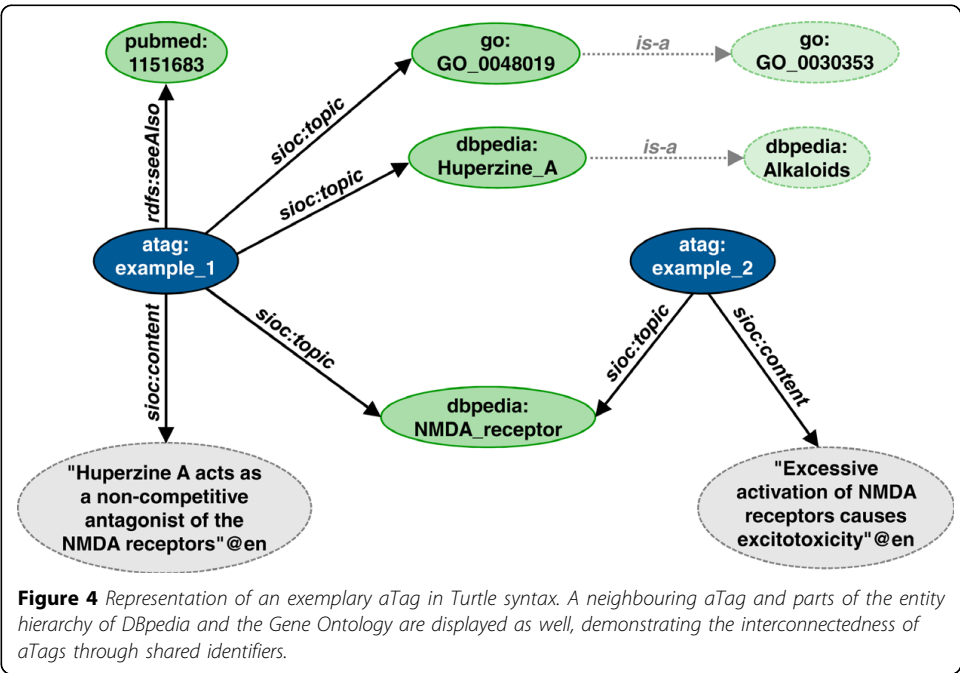 pubmed:
1151683
go:
GO_0048019
is-a
go:
GO_0030353
sioc:topic
rdfs:seeAlso
dbpedia:
Huperzine_A
is-a
dbpedia:
Alkaloids
sioc:topic
atag:
example_1
atag:
example_2
sioc:content
sioc:topic
sioc:topic
sioc:content
dbpedia:
NMDA_receptor
"Huperzine A acts as
a non-competitive
antagonist of the
NMDA receptors"@en
"Excessive
activation of NMDA
receptors causes
excitotoxicity"@en
Figure 4 Representation of an exemplary aTag in Turtle syntax. A neighbouring aTag and parts of the entity
hierarchy of DBpedia and the Gene Ontology are displayed as well, demonstrating the interconnectedness of
aTags through shared identifiers.